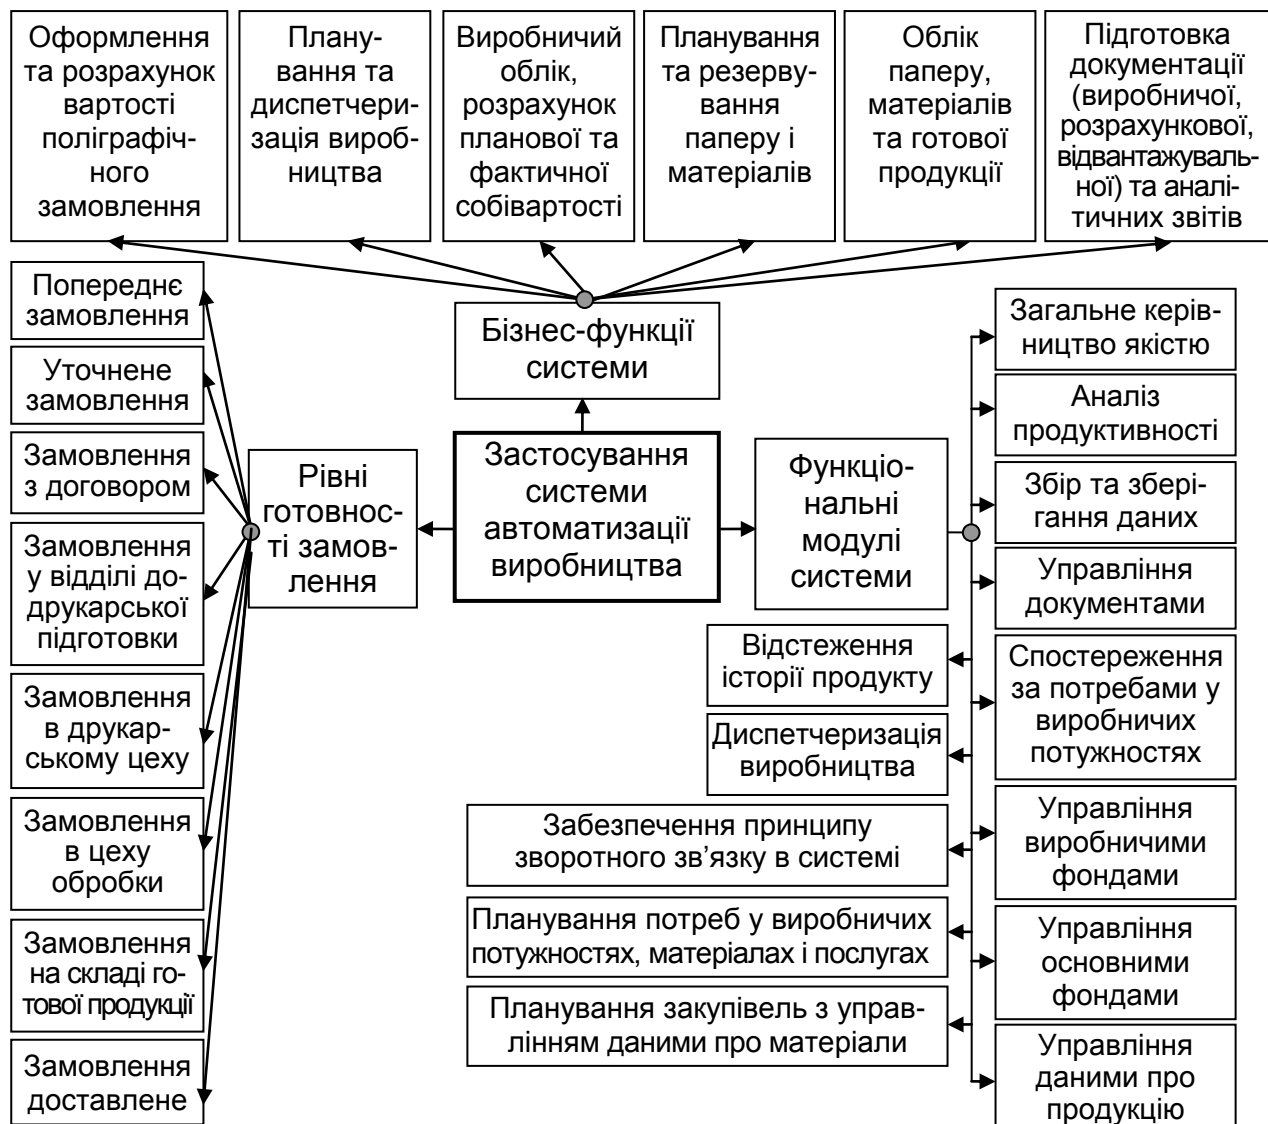 Оформлення
та розрахунок
вартості
поліграфіч-
ного
замовлення
Плану-
вання та
диспетчери-
зація вироб-
ництва
Виробничий
облік,
розрахунок
планової та
фактичної
собівартості
Планування
та резерву-
вання
паперу і
матеріалів
Облік
паперу,
матеріалів
та готової
продукції
Підготовка
документації
(виробничої,
розрахункової,
відвантажуваль-
ної) та аналі-
тичних звітів
Бізнес-функції
системи
Застосування
системи
автоматизації
виробництва
Рівні
готовнос-
ті замов-
лення
Попереднє
замовлення
Уточнене
замовлення
Замовлення
з договором
Замовлення
у відділі до-
друкарської
підготовки
Замовлення
в друкар-
ському цеху
Замовлення
в цеху
обробки
Замовлення
на складі го-
тової продукції
Замовлення
доставлене
Функціо-
нальні
модулі
системи
Загальне керів-
ництво якістю
Аналіз
продуктивності
Збір та збері-
гання даних
Управління
документами
Відстеження
історії продукту
Спостереження
за потребами у
виробничих
потужностях
Диспетчеризація
виробництва
Забезпечення принципу
зворотного зв’язку в системі
Управління
виробничими
фондами
Планування потреб у виробничих
потужностях, матеріалах і послугах
Управління
основними
фондами
Планування закупівель з управ-
лінням даними про матеріали
Управління
даними про
продукцію